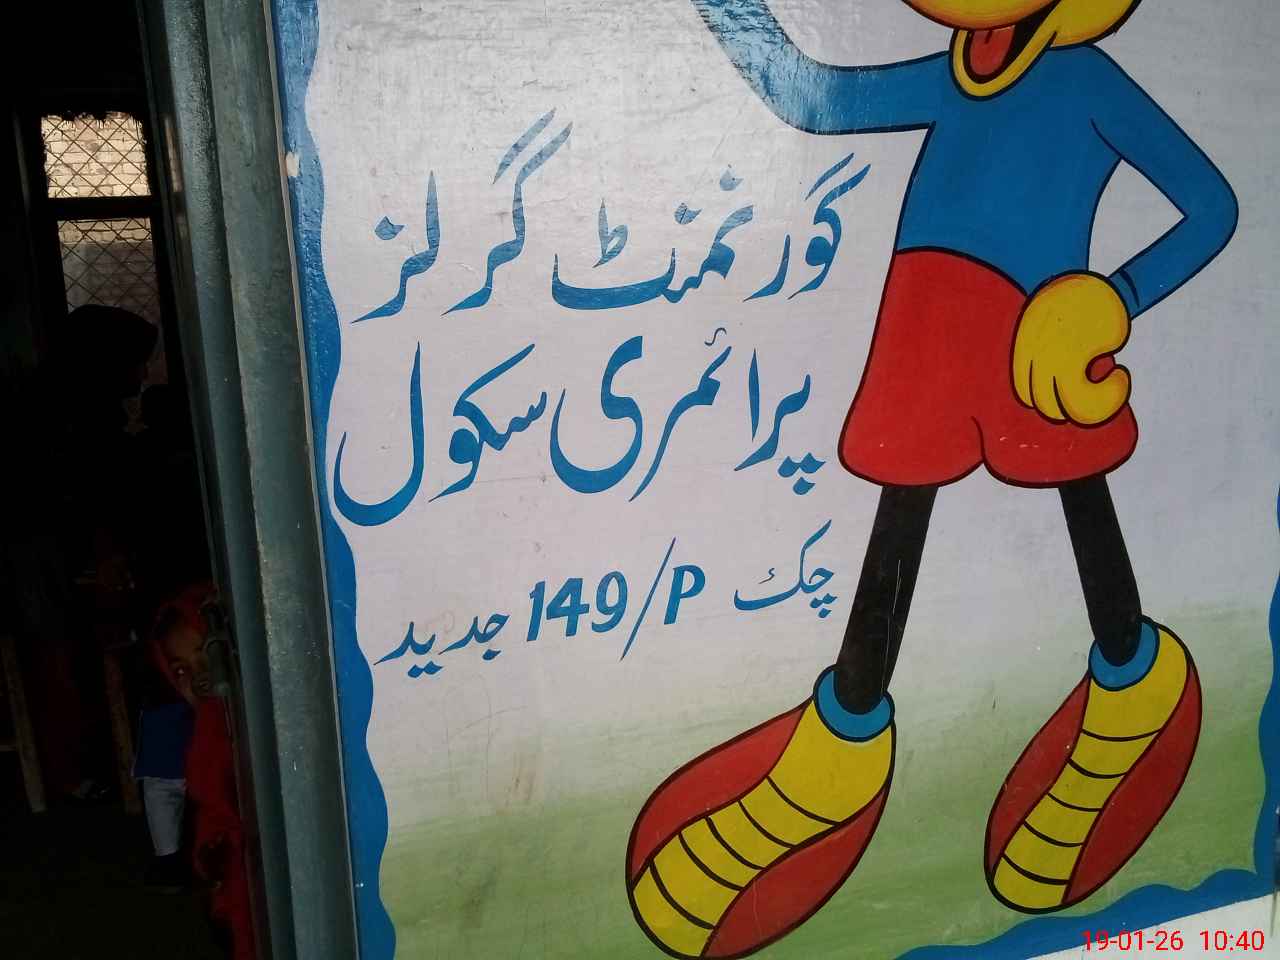 گورنمنٹ گرلز
پرائمری سکول
چک 149/P جدید
19-01-26 10:40